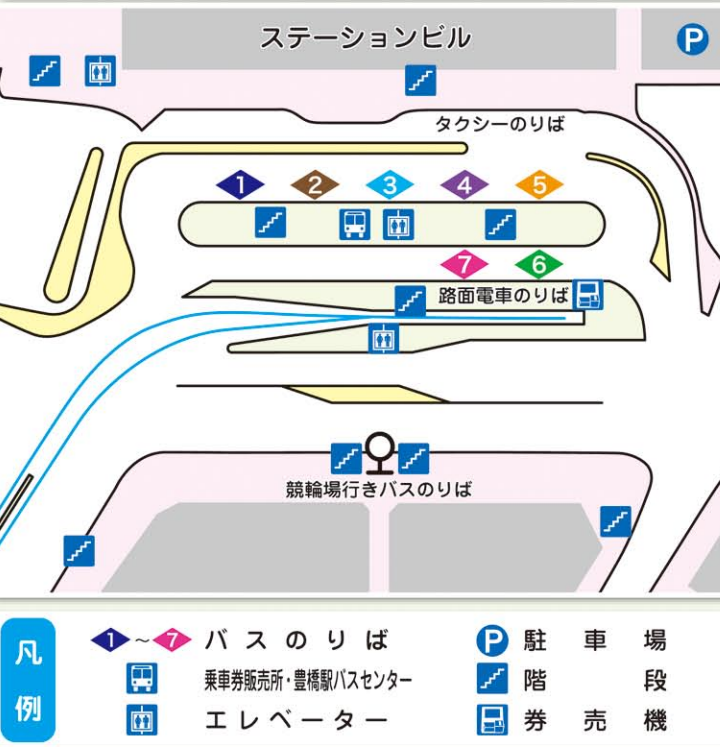 ステーションビル
P
タクシーのりば
1 2 3 4 5
7 6
路面電車のりば
競輪場行きバスのりば
凡例
1～7 バスのりば
P 駐車場
乗車券販売所・豊橋駅バスセンター
階段
エレベーター
券売機